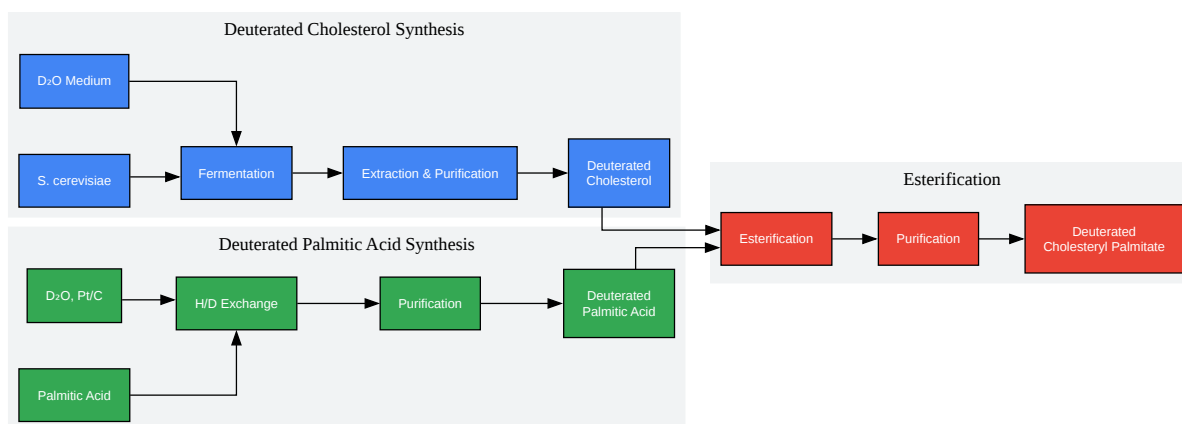 Deuterated Cholesterol Synthesis
D₂O Medium
S. cerevisiae
Fermentation
Extraction & Purification
Deuterated
Cholesterol
Deuterated Palmitic Acid Synthesis
D₂O, Pt/C
Palmitic Acid
H/D Exchange
Purification
Deuterated
Palmitic Acid
Esterification
Esterification
Purification
Deuterated
Cholesteryl Palmitate